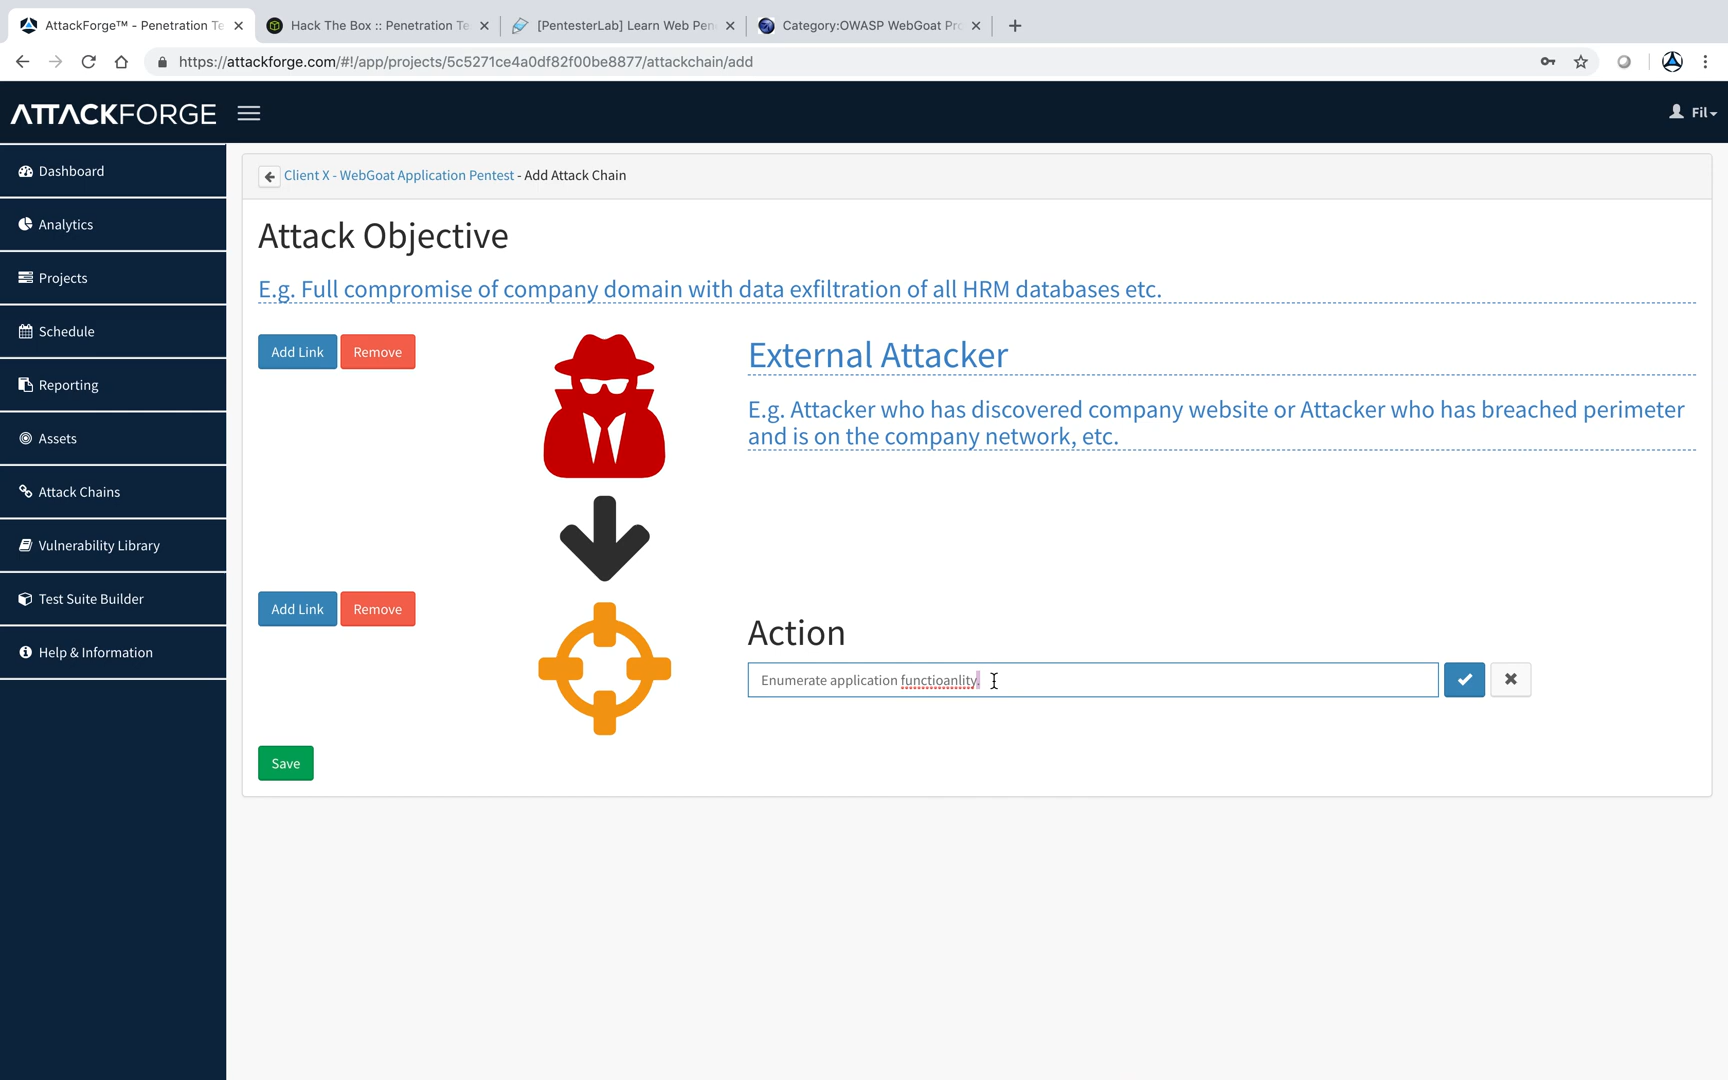 AttackForge™ - Penetration Te
Hack The Box :: Penetration Te
[PentesterLab] Learn Web Pen
Category:OWASP WebGoat Pro
https://attackforge.com/#!/app/projects/5c5271ce4a0df82f00be8877/attackchain/add
ATTACKFORGE
Fil
Dashboard
Analytics
Projects
Schedule
Reporting
Assets
Attack Chains
Vulnerability Library
Test Suite Builder
Help & Information
Client X - WebGoat Application Pentest - Add Attack Chain
Attack Objective
E.g. Full compromise of company domain with data exfiltration of all HRM databases etc.
Add Link Remove
External Attacker
E.g. Attacker who has discovered company website or Attacker who has breached perimeter
and is on the company network, etc.
Add Link Remove
Action
Enumerate application functioanlity.
Save